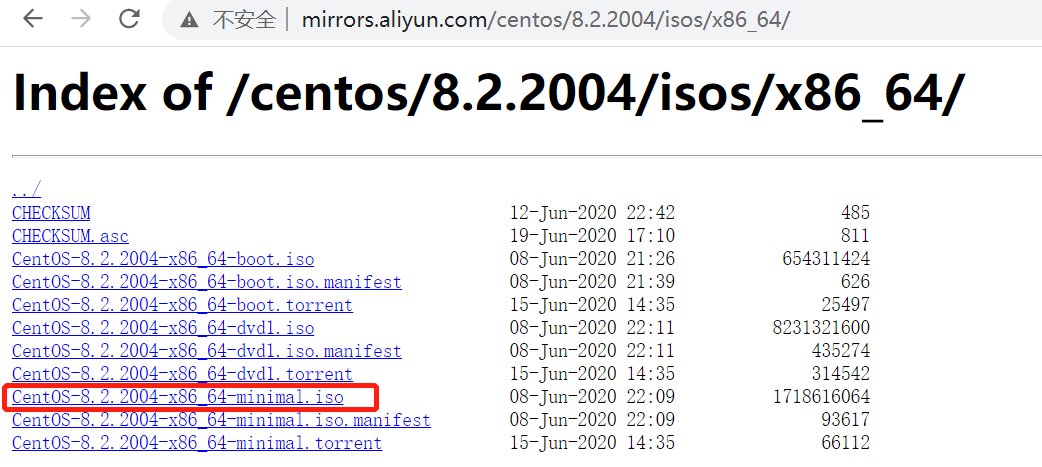 不安全 mirrors.aliyun.com/centos/8.2.2004/isos/x86_64/
Index of /centos/8.2.2004/isos/x86_64/
../
CHECKSUM 12-Jun-2020 22:42 485
CHECKSUM.asc 19-Jun-2020 17:10 811
CentOS-8.2.2004-x86_64-boot.iso 08-Jun-2020 21:26 654311424
CentOS-8.2.2004-x86_64-boot.iso.manifest 08-Jun-2020 21:39 626
CentOS-8.2.2004-x86_64-boot.torrent 15-Jun-2020 14:35 25497
CentOS-8.2.2004-x86_64-dvd1.iso 08-Jun-2020 22:11 8231321600
CentOS-8.2.2004-x86_64-dvd1.iso.manifest 08-Jun-2020 22:11 435274
CentOS-8.2.2004-x86_64-dvd1.torrent 15-Jun-2020 14:35 314542
CentOS-8.2.2004-x86_64-minimal.iso 08-Jun-2020 22:09 1718616064
CentOS-8.2.2004-x86_64-minimal.iso.manifest 08-Jun-2020 22:09 93617
CentOS-8.2.2004-x86_64-minimal.torrent 15-Jun-2020 14:35 66112